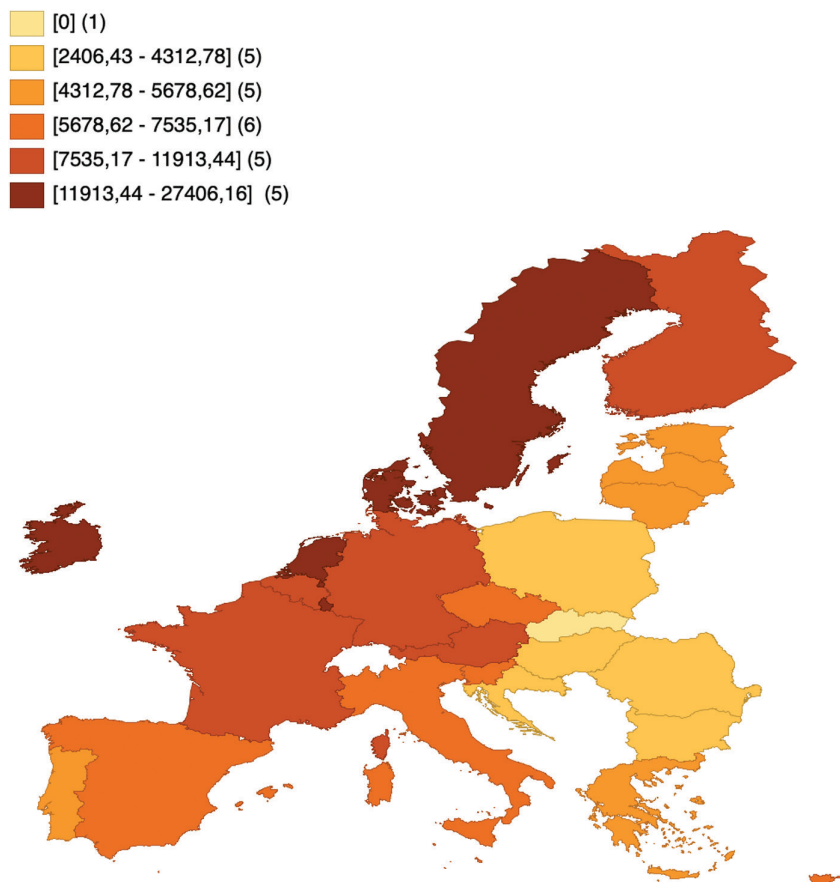 [0] (1)
[2406,43 - 4312,78] (5)
[4312,78 - 5678,62] (5)
[5678,62 - 7535,17] (6)
[7535,17 - 11913,44] (5)
[11913,44 - 27406,16] (5)